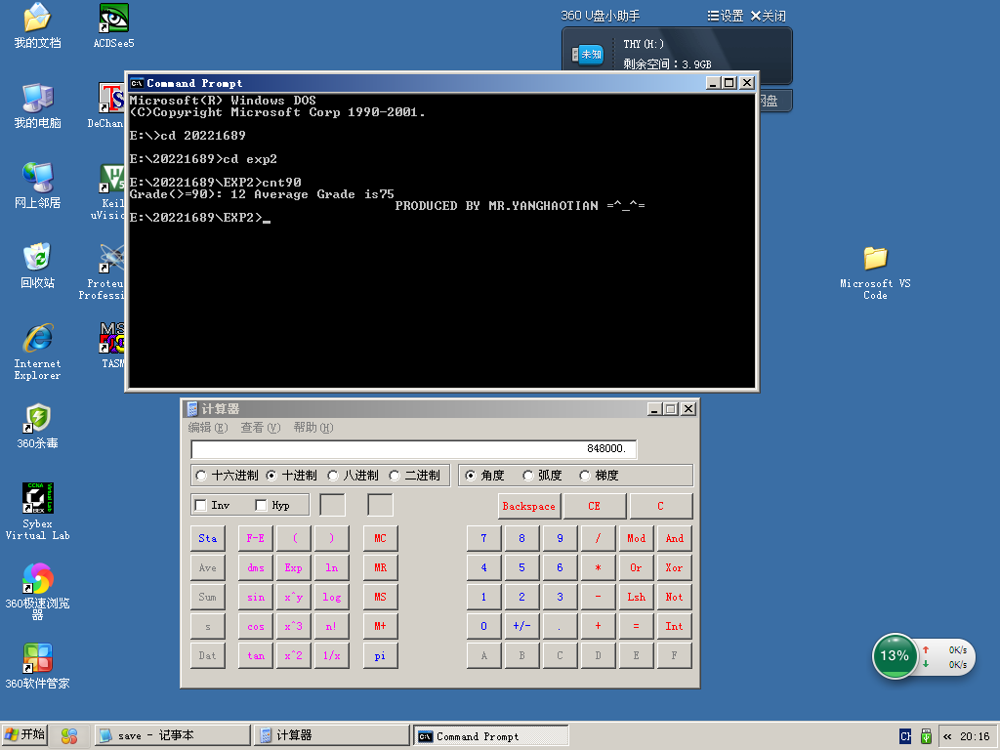 360 U盘小助手
设置
关闭
THY(H:)
未知
剩余空间：3.9GB
盘
我的文档
ACDSee5
我的电脑
DeChan
网上邻居
Keil
uVisio
回收站
Proteu
Professi
Internet
Explorer
TASM
360杀毒
Sybex
Virtual Lab
360极速浏览
器
360软件管家
Microsoft VS
Code
Command Prompt
Microsoft(R) Windows DOS
(C)Copyright Microsoft Corp 1990-2001.
E:\>cd 20221689
E:\20221689>cd exp2
E:\20221689\EXP2>cnt90
Grade(>=90): 12 Average Grade is75
PRODUCED BY MR.YANGHAOTIAN =^_^=
E:\20221689\EXP2>_
计算器
编辑(E) 查看(V) 帮助(H)
848000.
十六进制 十进制 八进制 二进制 角度 弧度 梯度
Inv Hyp Backspace CE C
Sta F-E ( ) MC 7 8 9 / Mod And
Ave dms Exp ln MR 4 5 6 * Or Xor
Sum sin x^y log MS 1 2 3 - Lsh Not
s cos x^3 n! M+ 0 +/- . + = Int
Dat tan x^2 1/x pi A B C D E F
13%
0K/s
0K/s
开始
save - 记事本
计算器
Command Prompt
CH
«
20:16